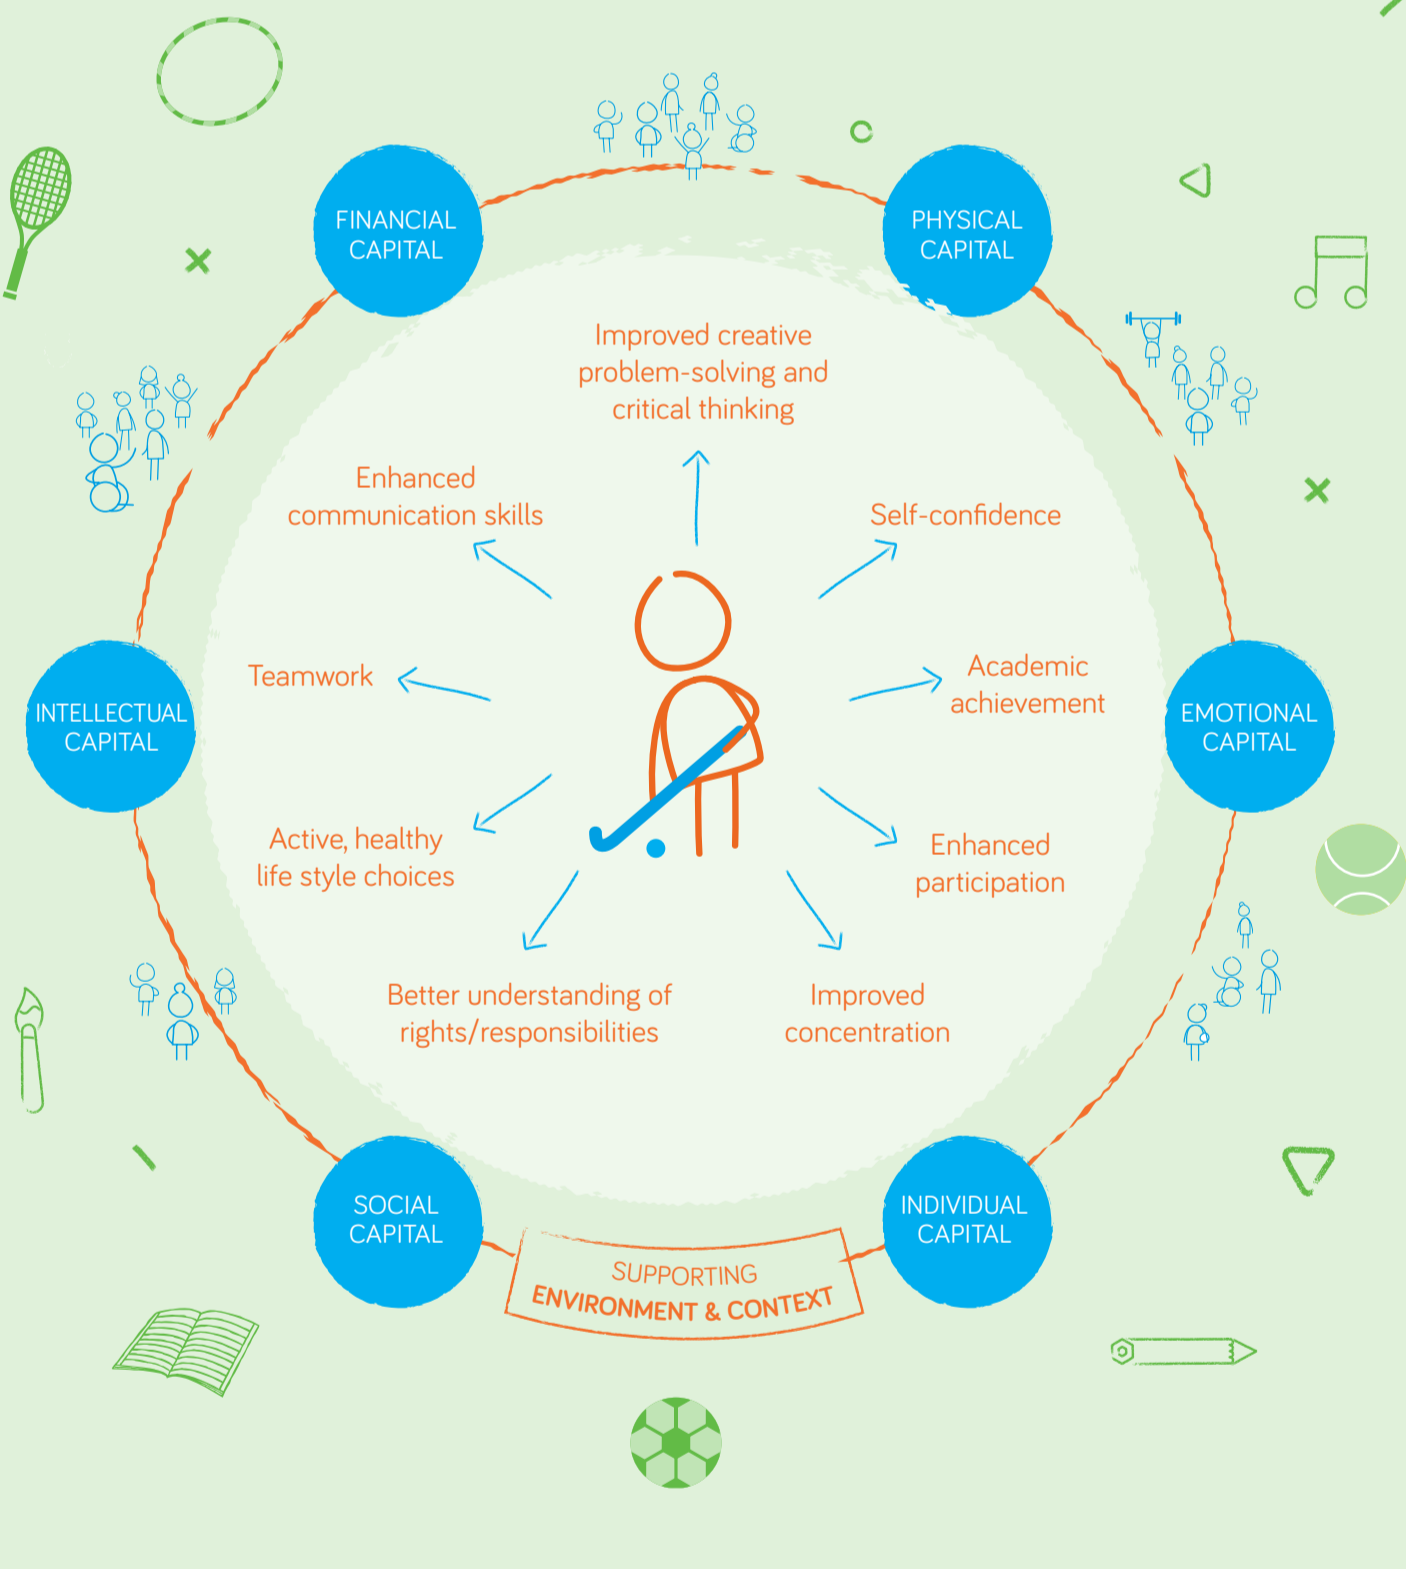 FINANCIAL
CAPITAL
PHYSICAL
CAPITAL
Improved creative
problem-solving and
critical thinking
Enhanced
communication skills
Self-confidence
Teamwork
Academic
achievement
INTELLECTUAL
CAPITAL
EMOTIONAL
CAPITAL
Active, healthy
life style choices
Enhanced
participation
Better understanding of
rights/responsibilities
Improved
concentration
SOCIAL
CAPITAL
INDIVIDUAL
CAPITAL
SUPPORTING
ENVIRONMENT & CONTEXT